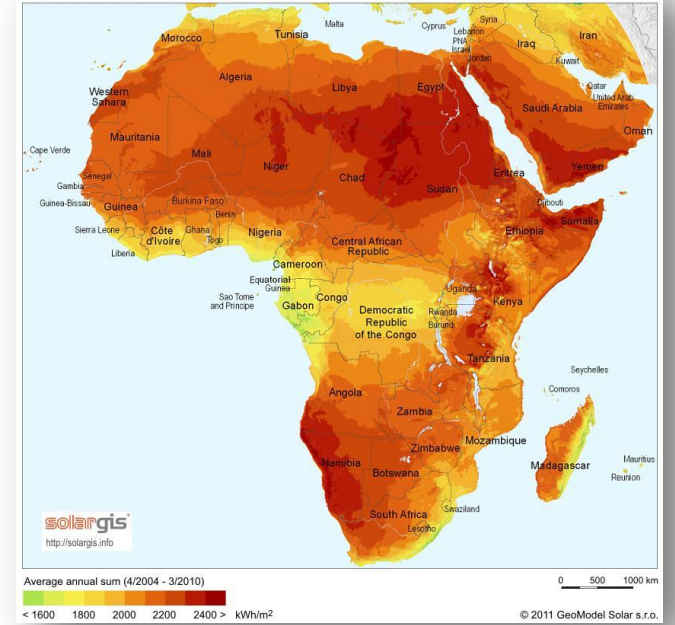 Malta
Cyprus
Syria
Lebanon
PNA
Israel
Jordan
Iraq
Iran
Kuwait
Morocco
Tunisia
Algeria
Libya
Egypt
Qatar
United Arab
Emirates
Saudi Arabia
Oman
Western
Sahara
Mauritania
Mali
Niger
Chad
Sudan
Eritrea
Yemen
Cape Verde
Senegal
Gambia
Guinea-Bissau
Guinea
Burkina Faso
Benin
Djibouti
Somalia
Sierra Leone
Côte
d'Ivoire
Ghana
Togo
Nigeria
Ethiopia
Liberia
Central African
Republic
Cameroon
Equatorial
Guinea
Sao Tome
and Principe
Gabon
Congo
Democratic
Republic
of the Congo
Uganda
Kenya
Rwanda
Burundi
Tanzania
Seychelles
Comoros
Angola
Zambia
Mozambique
Zimbabwe
Madagascar
Mauritius
Reunion
Namibia
Botswana
South Africa
Swaziland
Lesotho
solargis
http://solargis.info
Average annual sum (4/2004 - 3/2010)
< 1600 1800 2000 2200 2400 > kWh/m2
0 500 1000 km
© 2011 GeoModel Solar s.r.o.